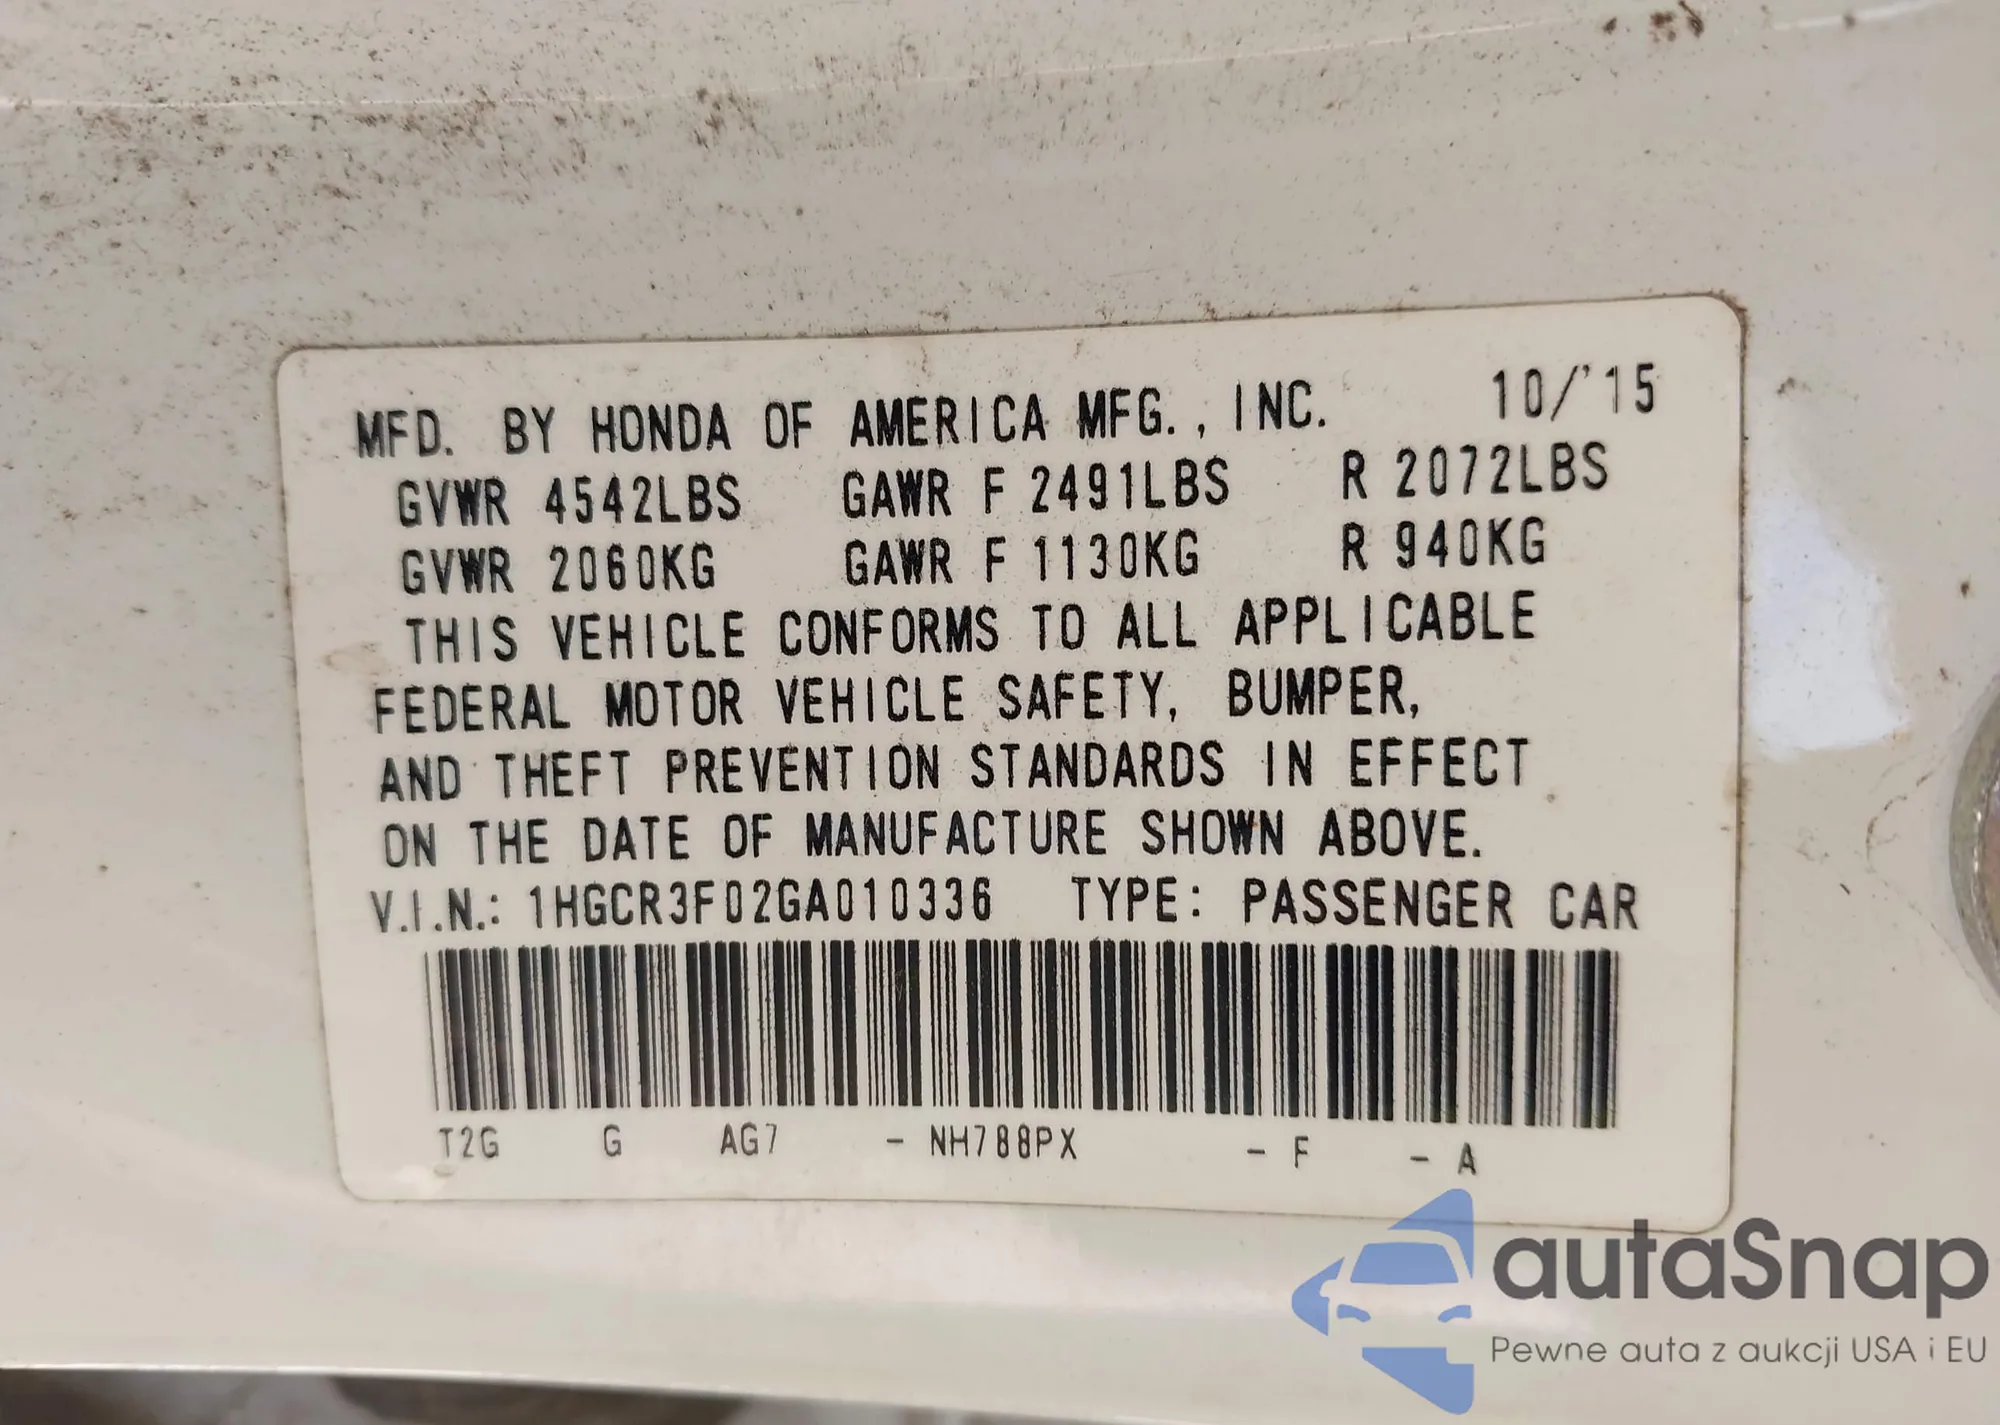 MFD. BY HONDA OF AMERICA MFG., INC. 10/'15
GVWR 4542LBS GAWR F 2491LBS R 2072LBS
GVWR 2060KG GAWR F 1130KG R 940KG
THIS VEHICLE CONFORMS TO ALL APPLICABLE
FEDERAL MOTOR VEHICLE SAFETY, BUMPER,
AND THEFT PREVENTION STANDARDS IN EFFECT
ON THE DATE OF MANUFACTURE SHOWN ABOVE.
V.I.N.: 1HGCR3F02GA010336 TYPE: PASSENGER CAR
T2G G AG7 - NH788PX - F - A
autaSnap
Pewne auta z aukcji USA i EU